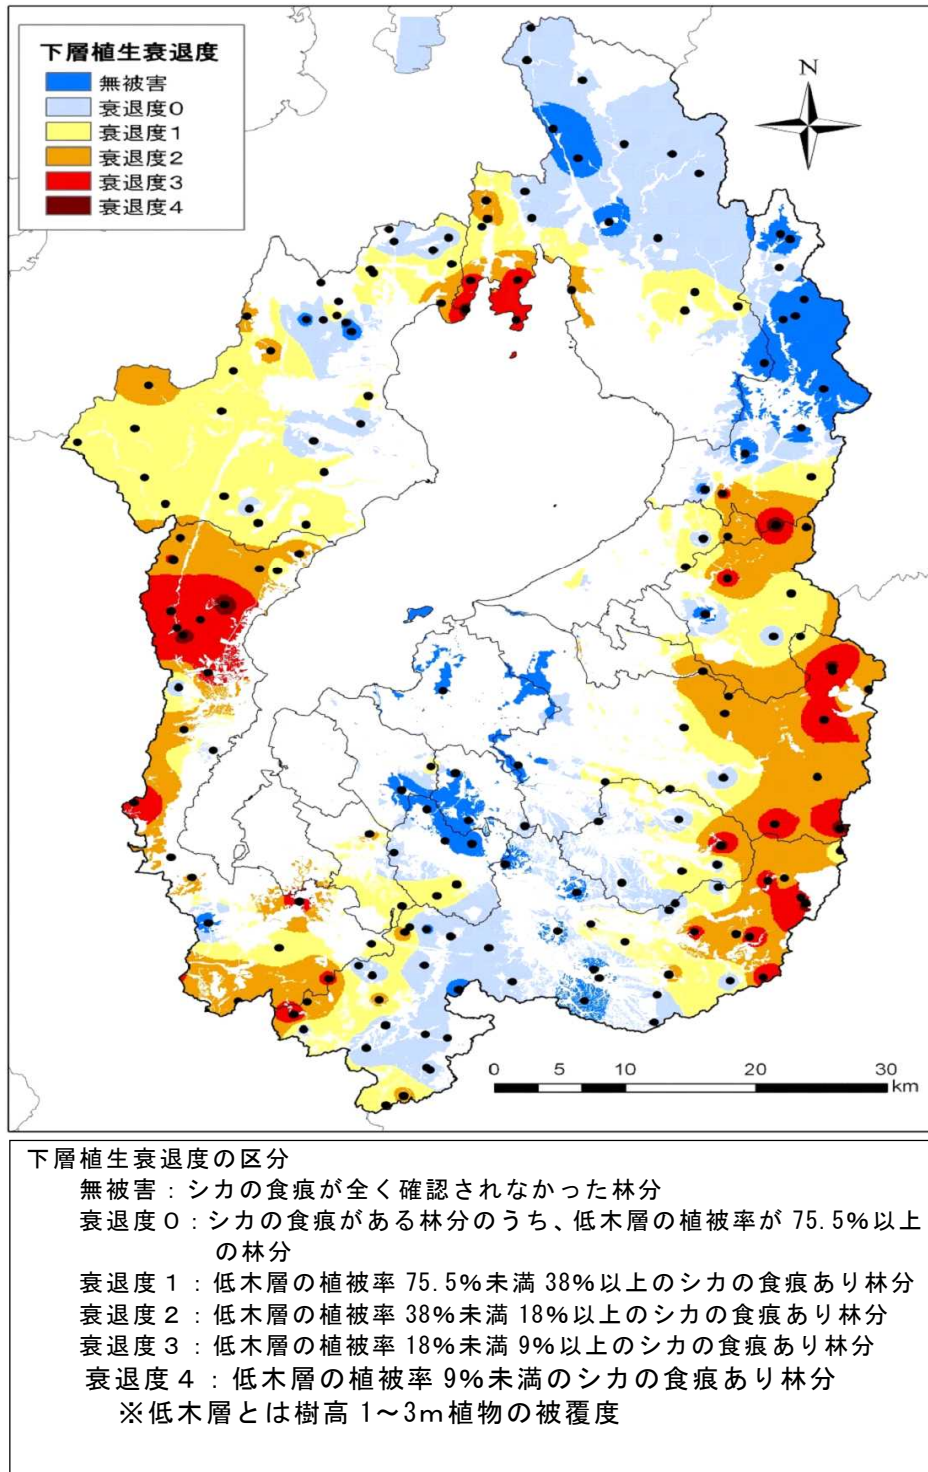 下層植生衰退度
無被害
衰退度0
衰退度1
衰退度2
衰退度3
衰退度4
N
0 5 10 20 30
km
下層植生衰退度の区分
無被害：シカの食痕が全く確認されなかった林分
衰退度０：シカの食痕がある林分のうち、低木層の植被率が 75.5%以上
の林分
衰退度１：低木層の植被率 75.5%未満 38%以上のシカの食痕あり林分
衰退度２：低木層の植被率 38%未満 18%以上のシカの食痕あり林分
衰退度３：低木層の植被率 18%未満 9%以上のシカの食痕あり林分
衰退度４：低木層の植被率 9%未満のシカの食痕あり林分
※低木層とは樹高 1～3ｍ植物の被覆度